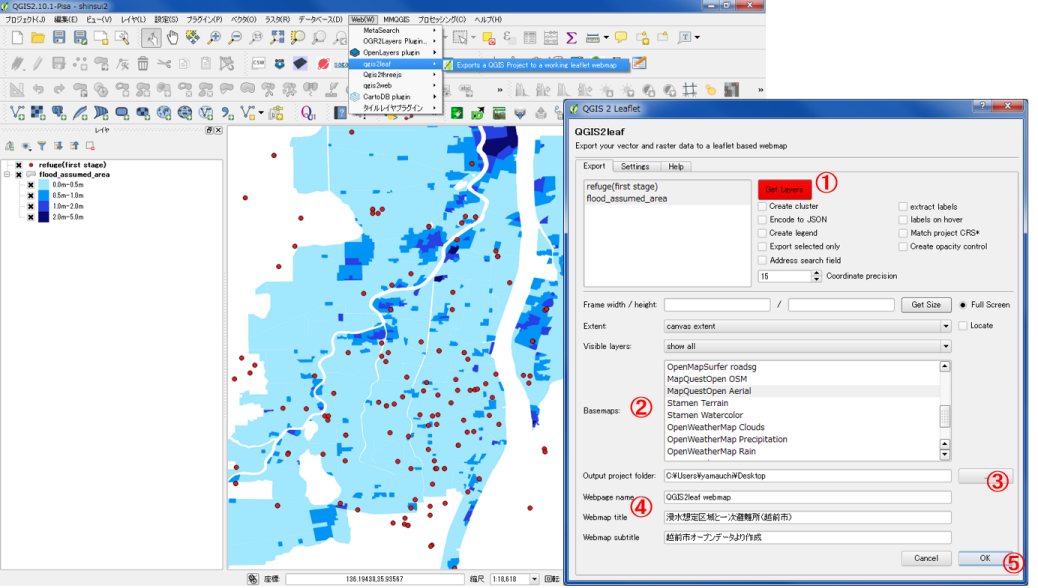 QGIS2.10.1-Pisa - shinsui2
プロジェクト(J) 編集(E) ビュー(V) レイヤ(L) 設定(S) プラグイン(P) ベクタ(O) ラスタ(R) データベース(D) Web(W) MMQGIS プロセッシング(C) ヘルプ(H)
MetaSearch
OGR2Layers Plugin...
OpenLayers plugin
qgis2leaf
Exports a QGIS Project to a working leaflet webmap
Qgis2threejs
qgis2web
CartoDB plugin
タイルレイヤプラグイン
CSW
レイヤ
refuge(first stage)
flood_assumed_area
0.0m-0.5m
0.5m-1.0m
1.0m-2.0m
2.0m-5.0m
座標: 136.19438,35.93567 縮尺 1:18,618 回転
QGIS 2 Leaflet
QGIS2leaf
Export your vector and raster data to a leaflet based webmap
Export Settings Help
refuge(first stage)
flood_assumed_area
Get Layers ①
Create cluster extract labels
Encode to JSON labels on hover
Create legend Match project CRS*
Export selected only Create opacity control
Address search field
15 Coordinate precision
Frame width / height: / Get Size Full Screen
Extent: canvas extent Locate
Visible layers: show all
Basemaps: ②
OpenMapSurfer roadsg
MapQuestOpen OSM
MapQuestOpen Aerial
Stamen Terrain
Stamen Watercolor
OpenWeatherMap Clouds
OpenWeatherMap Precipitation
OpenWeatherMap Rain
Output project folder: C:¥Users¥yamauchi¥Desktop ... ③
Webpage name QGIS2leaf webmap
④
Webmap title 浸水想定区域と一次避難所(越前市)
Webmap subtitle 越前市オープンデータより作成
Cancel OK ⑤